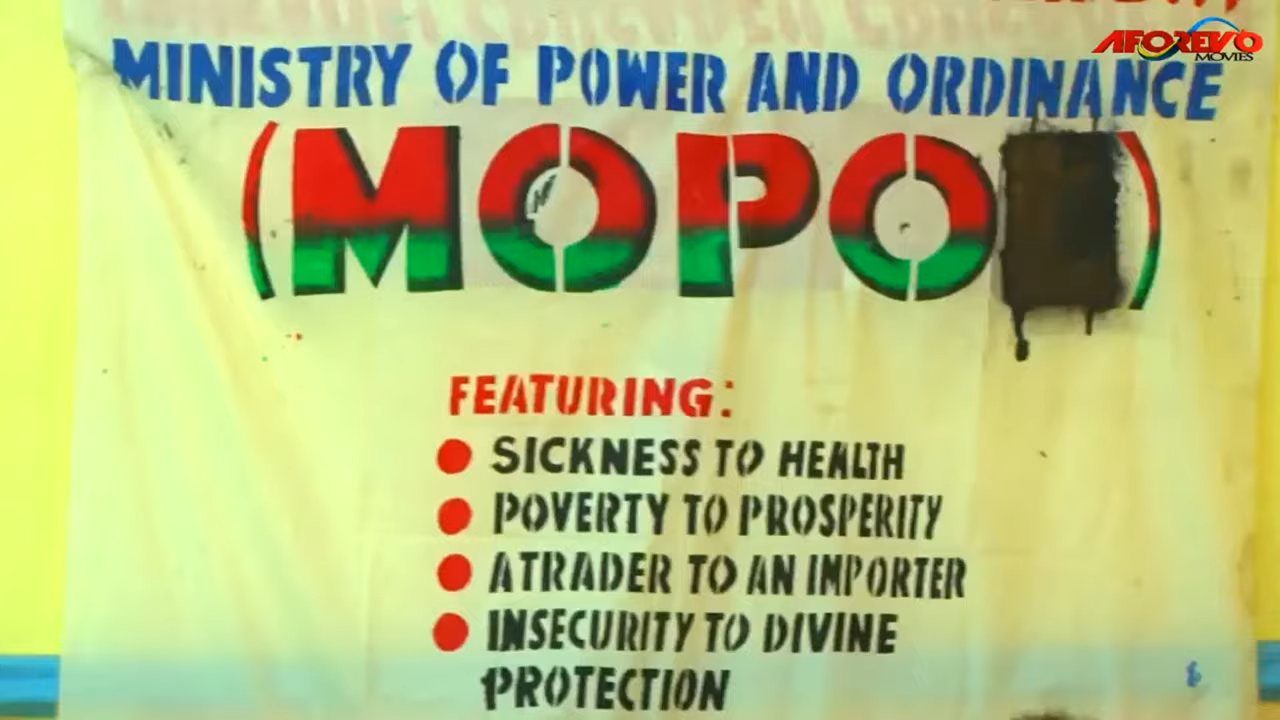 AFOREVO
MOVIES
MINISTRY OF POWER AND ORDINANCE
(MOPO )
FEATURING:
● SICKNESS TO HEALTH
● POVERTY TO PROSPERITY
● A TRADER TO AN IMPORTER
● INSECURITY TO DIVINE
PROTECTION